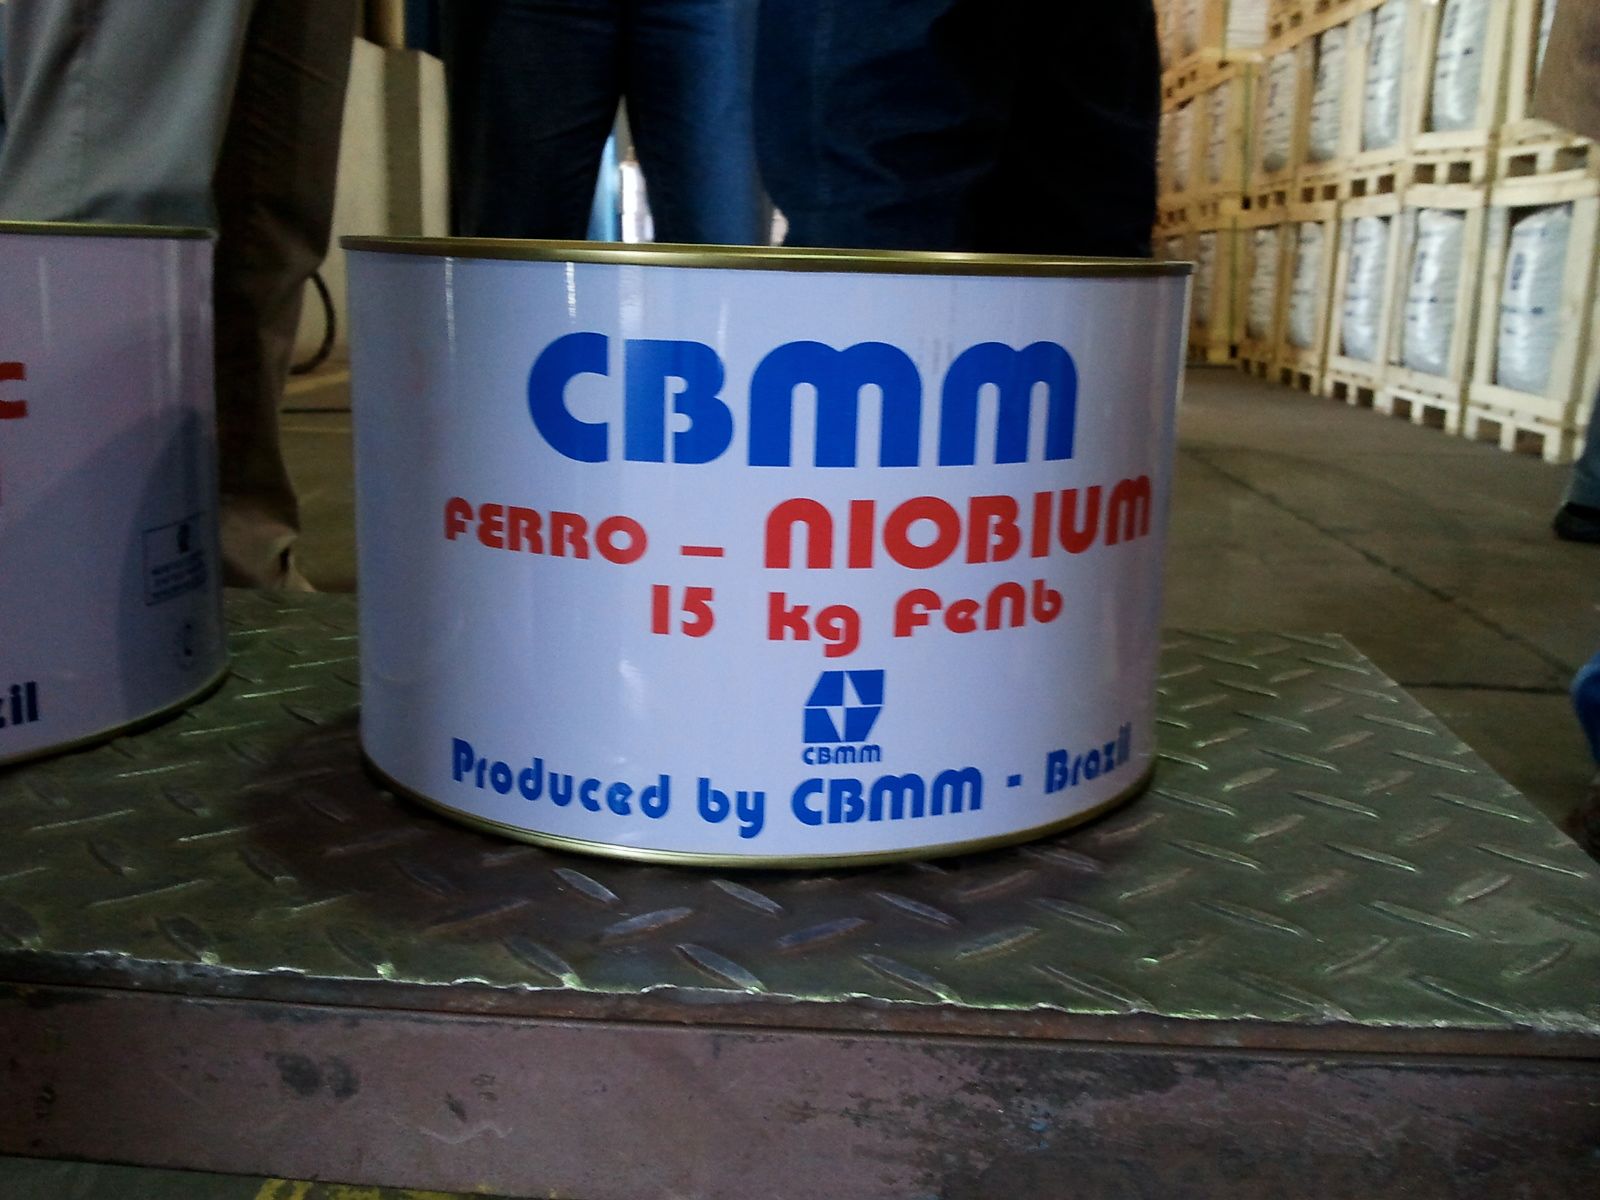 CBMM
FERRO – NIOBIUM
15 kg FeNb
CBMM
Produced by CBMM - Brazil